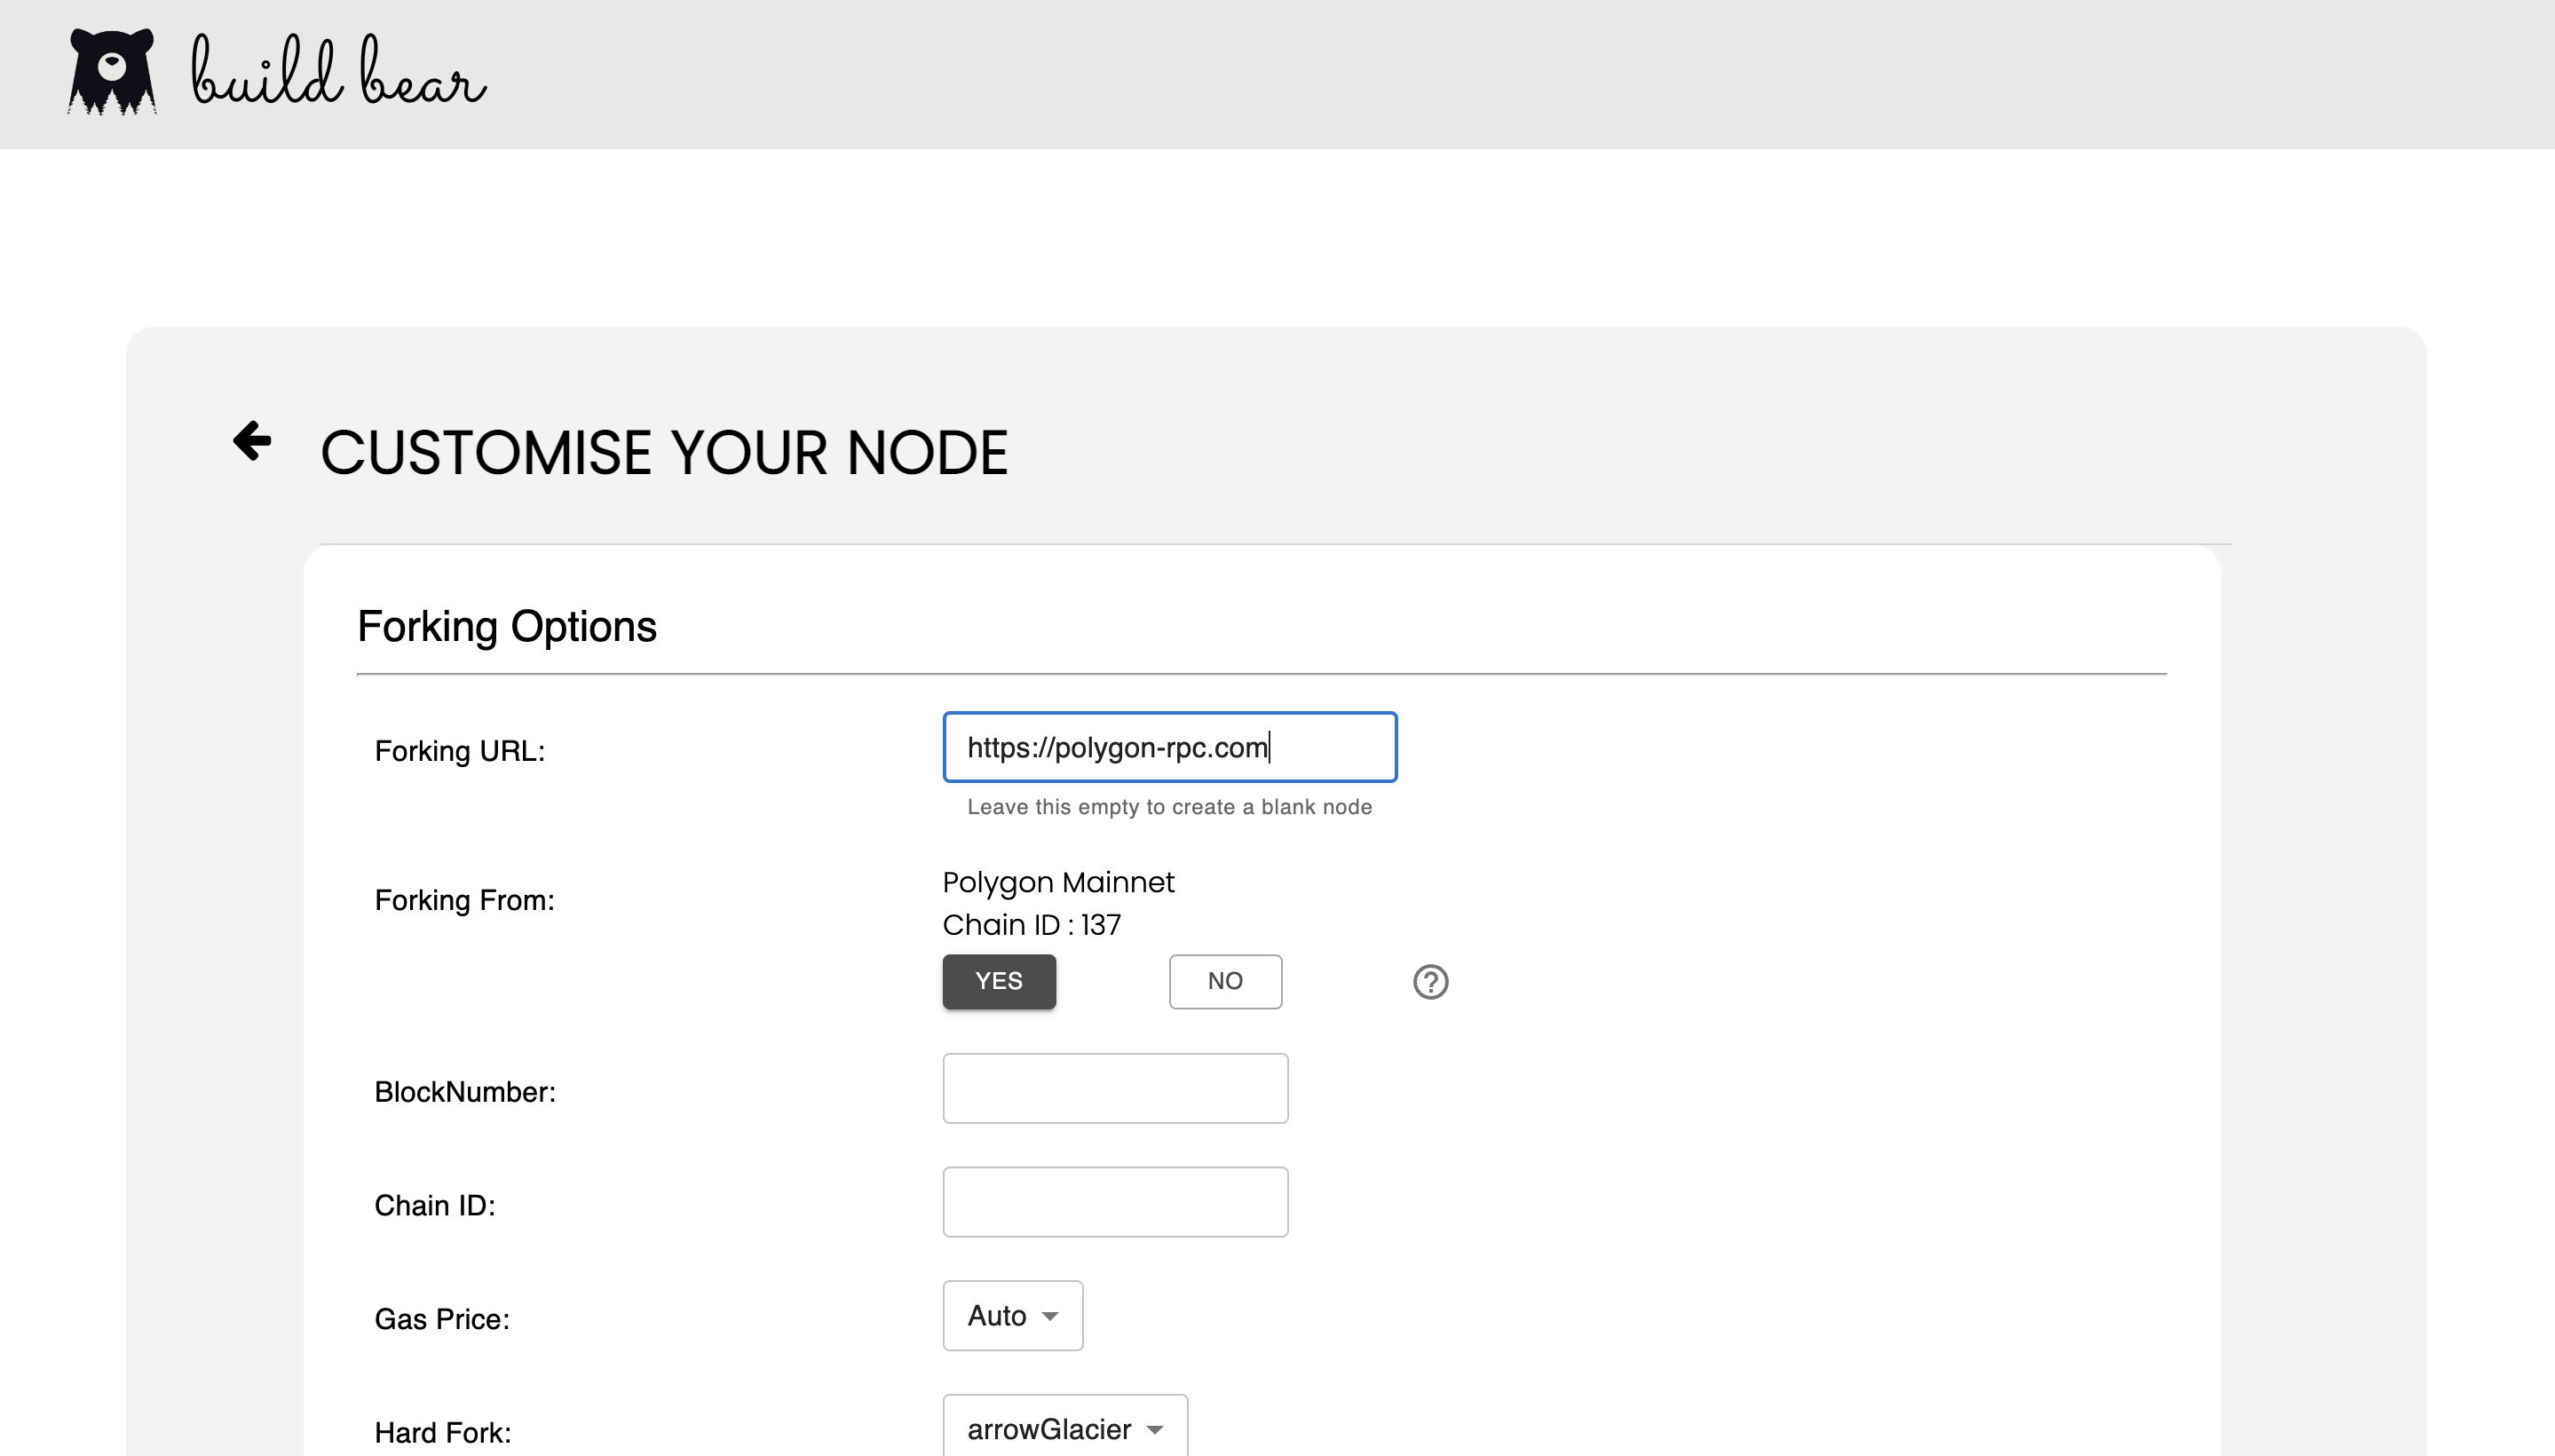 build bear
CUSTOMISE YOUR NODE
Forking Options
Forking URL:
https://polygon-rpc.com
Leave this empty to create a blank node
Forking From:
Polygon Mainnet
Chain ID : 137
YES NO ?
BlockNumber:
Chain ID:
Gas Price:
Auto
Hard Fork:
arrowGlacier